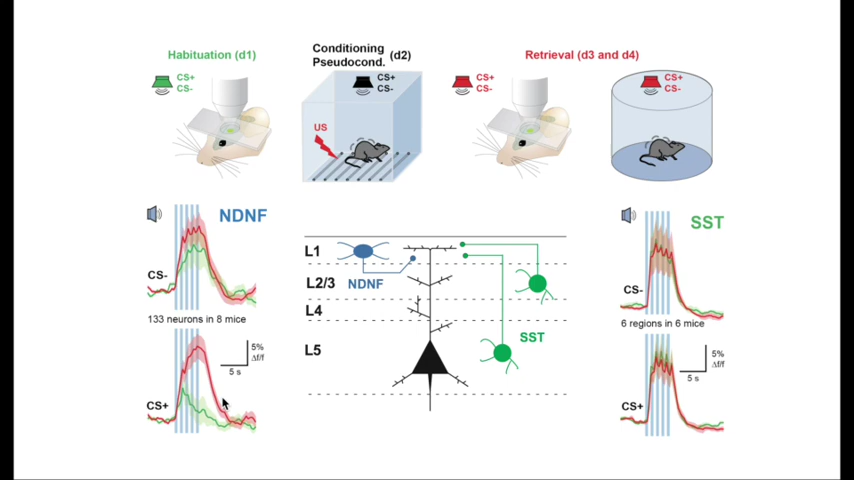 Habituation (d1)
Conditioning
Pseudocond.
(d2)
Retrieval (d3 and d4)
CS+
CS-
CS+
CS-
CS+
CS-
CS+
CS-
US
NDNF
CS-
133 neurons in 8 mice
5%
Δf/f
5 s
CS+
L1
L2/3
L4
L5
NDNF
SST
SST
CS-
6 regions in 6 mice
5%
Δf/f
5 s
CS+